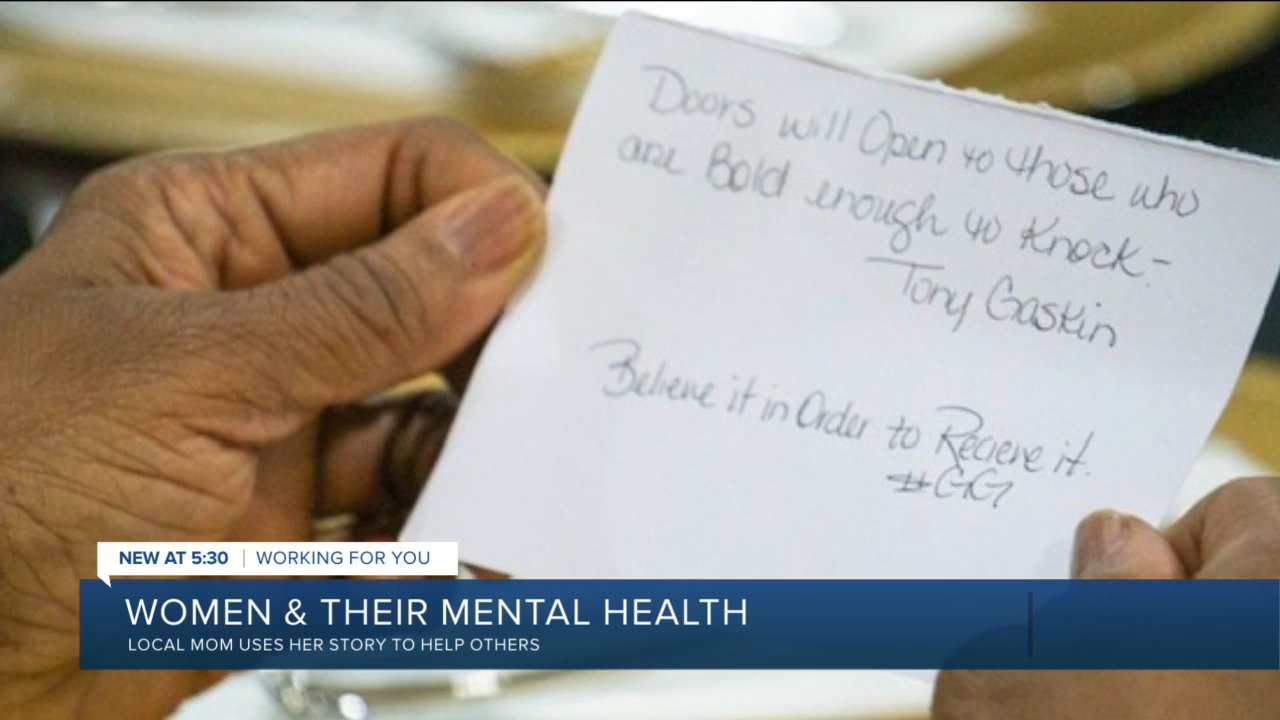 Doors will Open to those who
are Bold enough to Knock-
Tony Gaskin
Believe it in Order to Recieve it.
#GG
NEW AT 5:30 | WORKING FOR YOU
WOMEN & THEIR MENTAL HEALTH
LOCAL MOM USES HER STORY TO HELP OTHERS